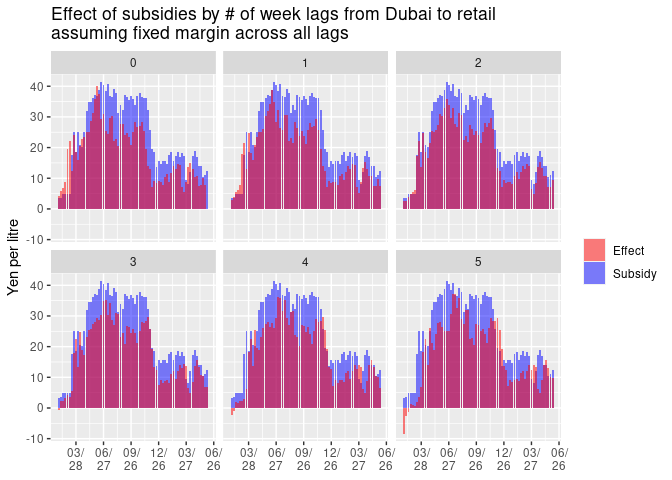 Effect of subsidies by # of week lags from Dubai to retail
assuming fixed margin across all lags
0 1 2
40
30
20
10
0
-10
3 4 5
40
30
20
10
0
-10
03/ 06/ 09/ 12/ 03/ 06/ 03/ 06/ 09/ 12/ 03/ 06/ 03/ 06/ 09/ 12/ 03/ 06/
28 27 26 26 27 26 28 27 26 26 27 26 28 27 26 26 27 26
Yen per litre
Effect
Subsidy